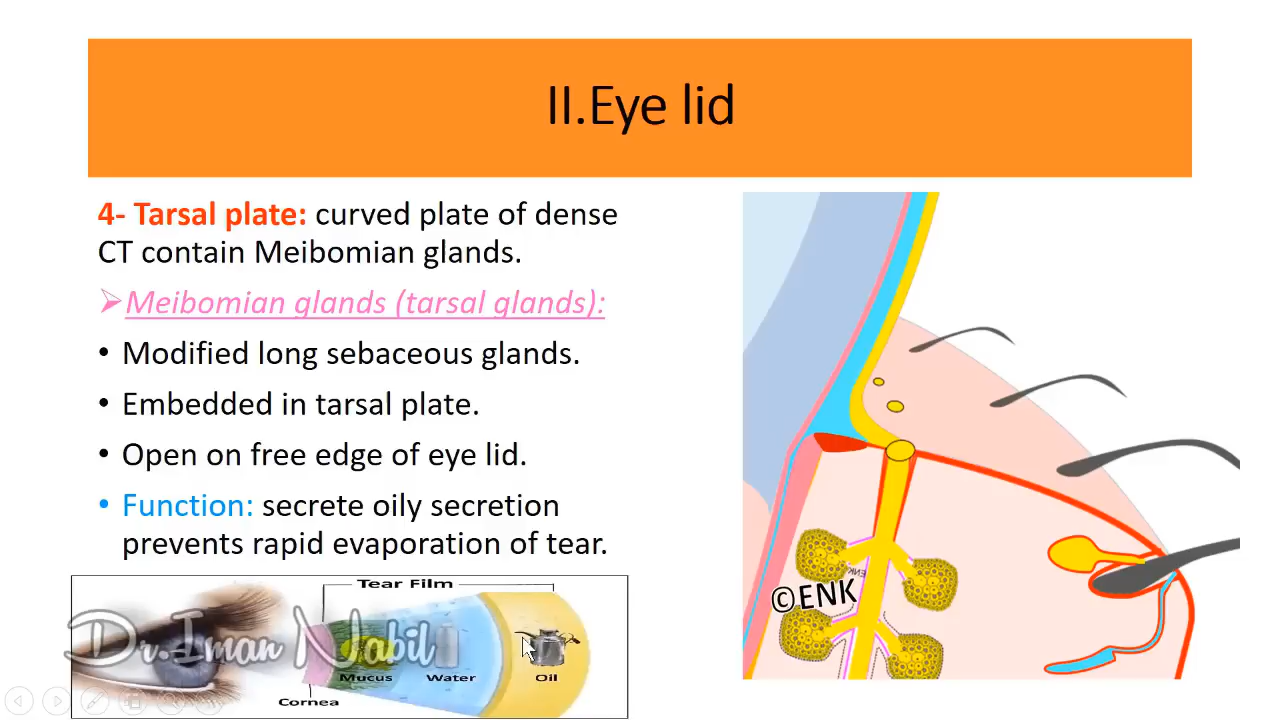 II.Eye lid
4- Tarsal plate: curved plate of dense
CT contain Meibomian glands.
➢Meibomian glands (tarsal glands):
• Modified long sebaceous glands.
• Embedded in tarsal plate.
• Open on free edge of eye lid.
• Function: secrete oily secretion
prevents rapid evaporation of tear.
Tear Film
Dr.Iman Nabil
Mucus Water Oil
Cornea
ENK
©ENK